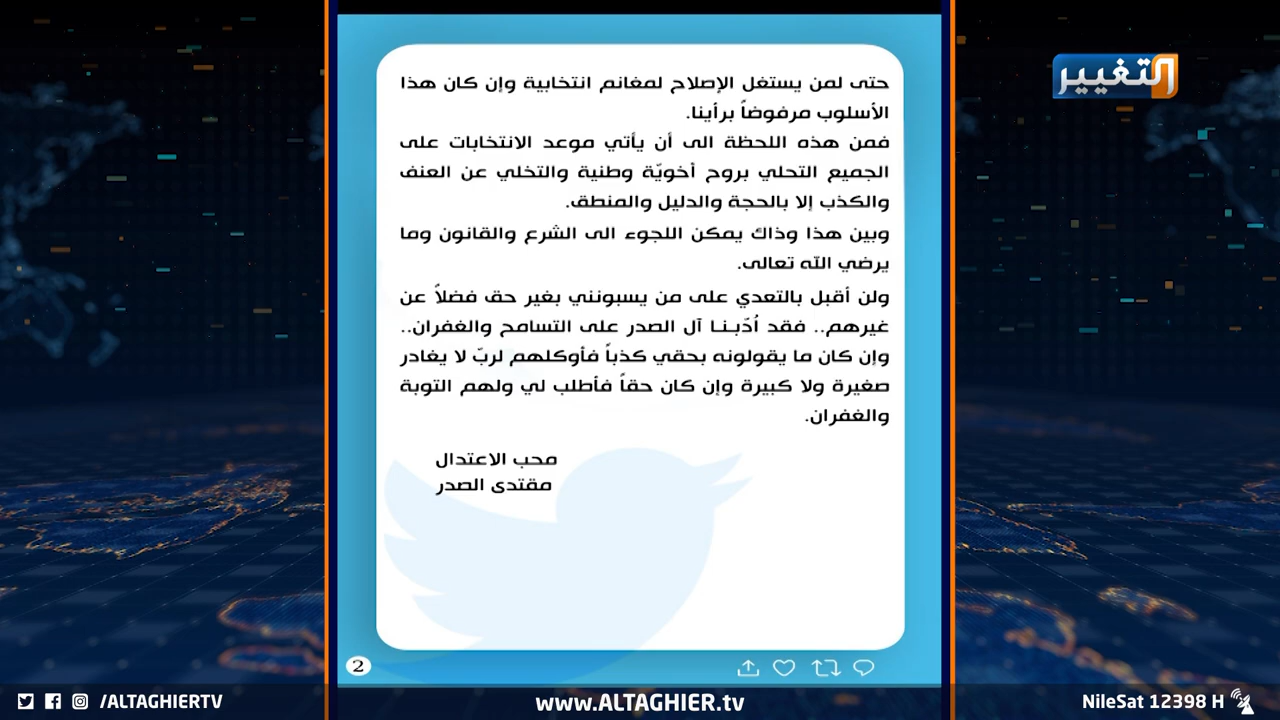 التغيير
حتى لمن يستغل الإصلاح لمغانم انتخابية وإن كان هذا
الأسلوب مرفوضاً برأينا.
فمن هذه اللحظة الى أن يأتي موعد الانتخابات على
الجميع التحلي بروح أخويّة وطنية والتخلي عن العنف
والكذب إلا بالحجة والدليل والمنطق.
وبين هذا وذاك يمكن اللجوء الى الشرع والقانون وما
يرضي الله تعالى.
ولن أقبل بالتعدي على من يسبونني بغير حق فضلاً عن
غيرهم.. فقد أدّبـنـا آل الصدر على التسامح والغفران..
وإن كان ما يقولونه بحقي كذباً فأوكلهم لربّ لا يغادر
صغيرة ولا كبيرة وإن كان حقاً فأطلب لي ولهم التوبة
والغفران.
محب الاعتدال
مقتدى الصدر
2
/ALTAGHIERTV
www.ALTAGHIER.tv
NileSat 12398 H